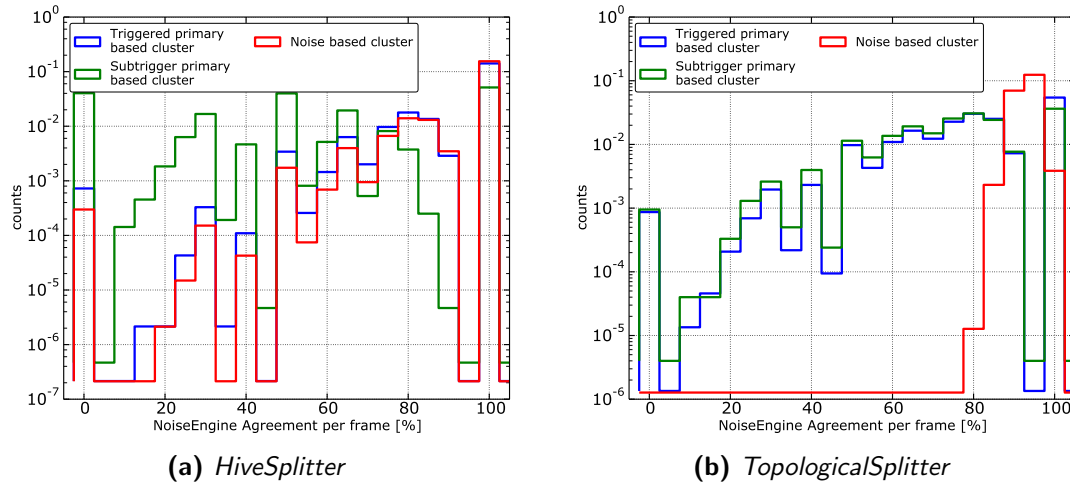 10^0
10^-1
10^-2
10^-3
10^-4
10^-5
10^-6
10^-7
counts
Triggered primary
based cluster
Subtrigger primary
based cluster
Noise based cluster
0 20 40 60 80 100
NoiseEngine Agreement per frame [%]
(a) HiveSplitter
10^0
10^-1
10^-2
10^-3
10^-4
10^-5
10^-6
counts
Triggered primary
based cluster
Subtrigger primary
based cluster
Noise based cluster
0 20 40 60 80 100
NoiseEngine Agreement per frame [%]
(b) TopologicalSplitter